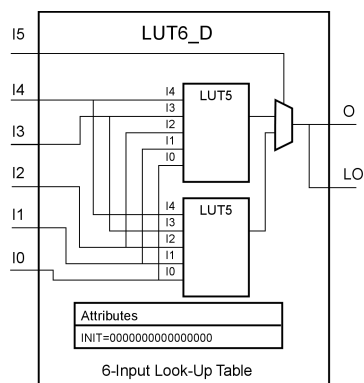 LUT6_D
I5
I4
I3
I2
I1
I0
I4
I3
I2
I1
I0
LUT5
I4
I3
I2
I1
I0
LUT5
O
LO
Attributes
INIT=0000000000000000
6-Input Look-Up Table